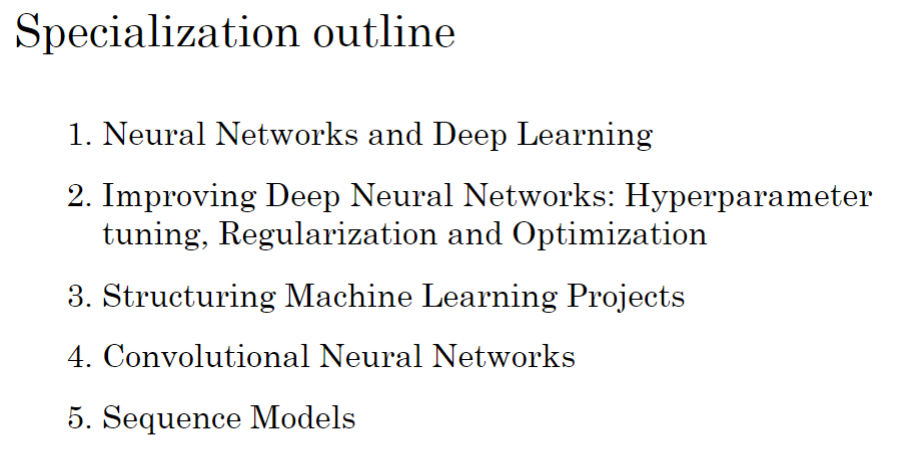 Specialization outline
1. Neural Networks and Deep Learning
2. Improving Deep Neural Networks: Hyperparameter
tuning, Regularization and Optimization
3. Structuring Machine Learning Projects
4. Convolutional Neural Networks
5. Sequence Models